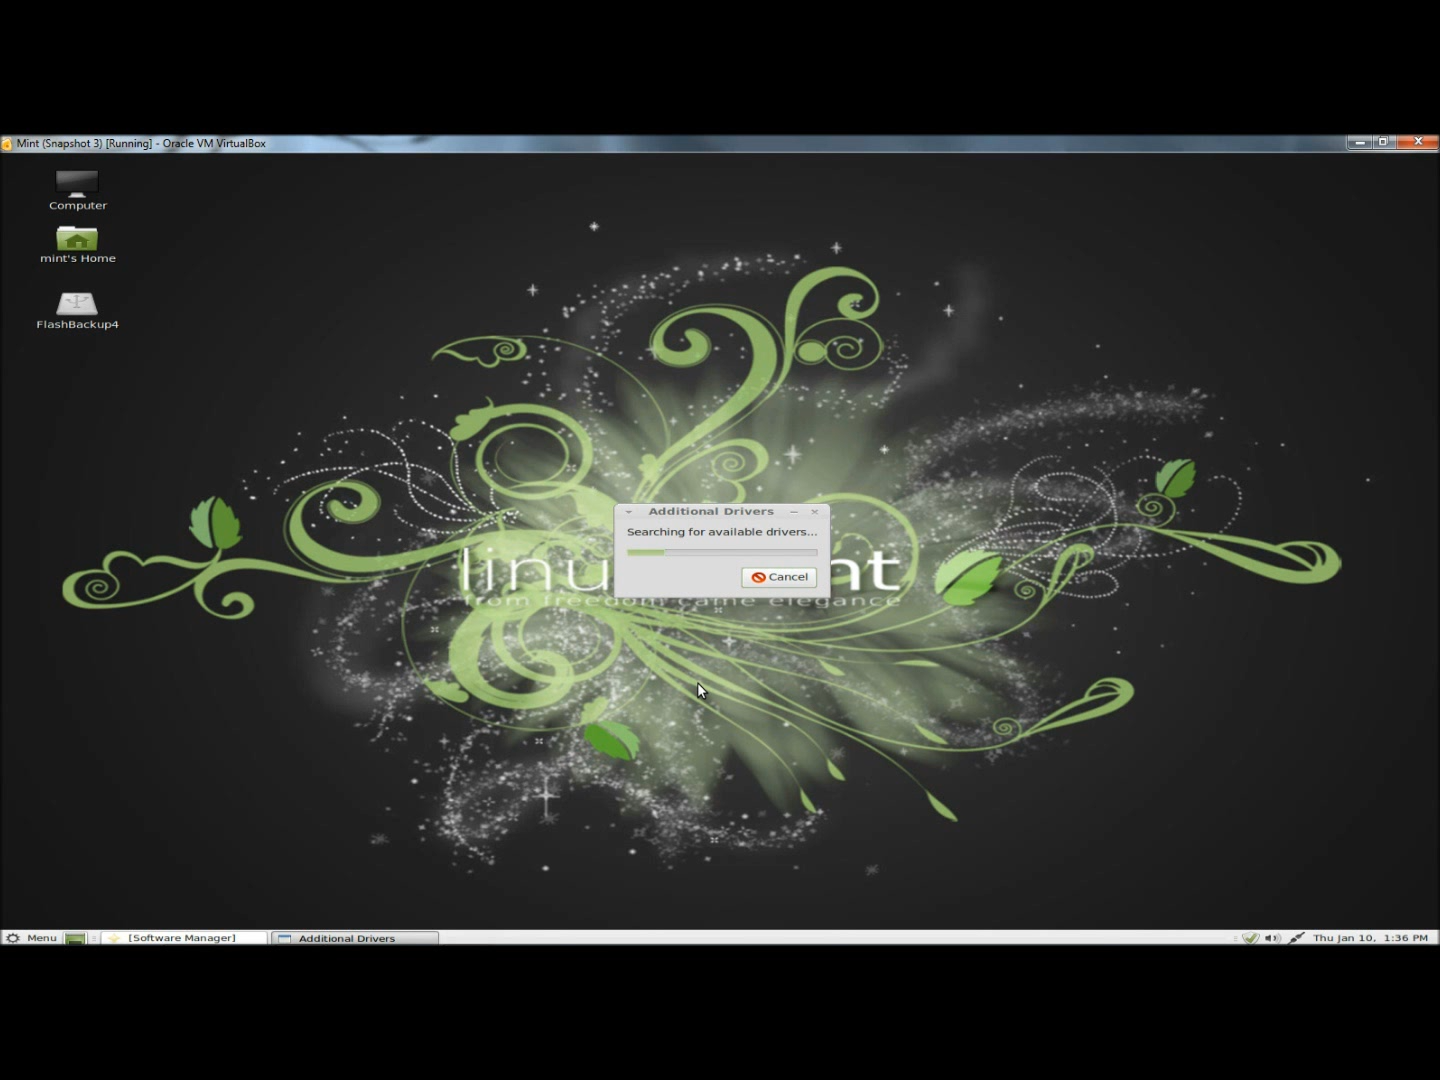 Mint (Snapshot 3) [Running] - Oracle VM VirtualBox
Computer
mint's Home
FlashBackup4
Additional Drivers
Searching for available drivers...
Cancel
from freedom came elegance
Menu
[Software Manager]
Additional Drivers
Thu Jan 10, 1:36 PM